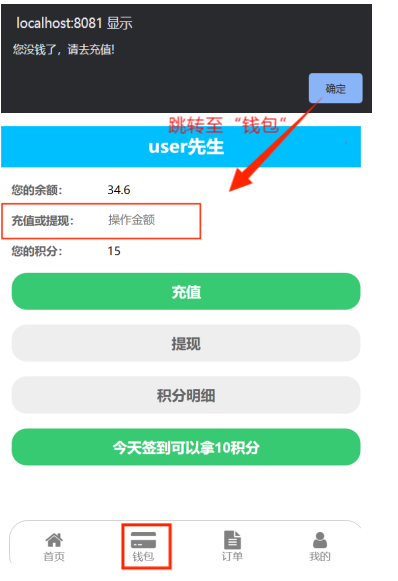 localhost:8081 显示
您没钱了，请去充值!
确定
跳转至“钱包”
user先生
您的余额： 34.6
充值或提现： 操作金额
您的积分： 15
充值
提现
积分明细
今天签到可以拿10积分
首页 钱包 订单 我的